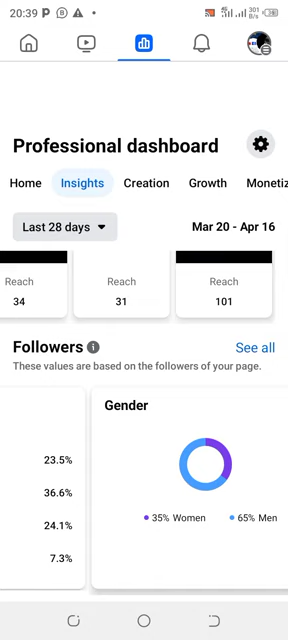 20:39 P B 4G 301 B/s
Professional dashboard
Home Insights Creation Growth Monetiz
Last 28 days Mar 20 - Apr 16
Reach Reach Reach
34 31 101
Followers See all
These values are based on the followers of your page.
Gender
23.5%
36.6%
24.1%
7.3%
35% Women 65% Men